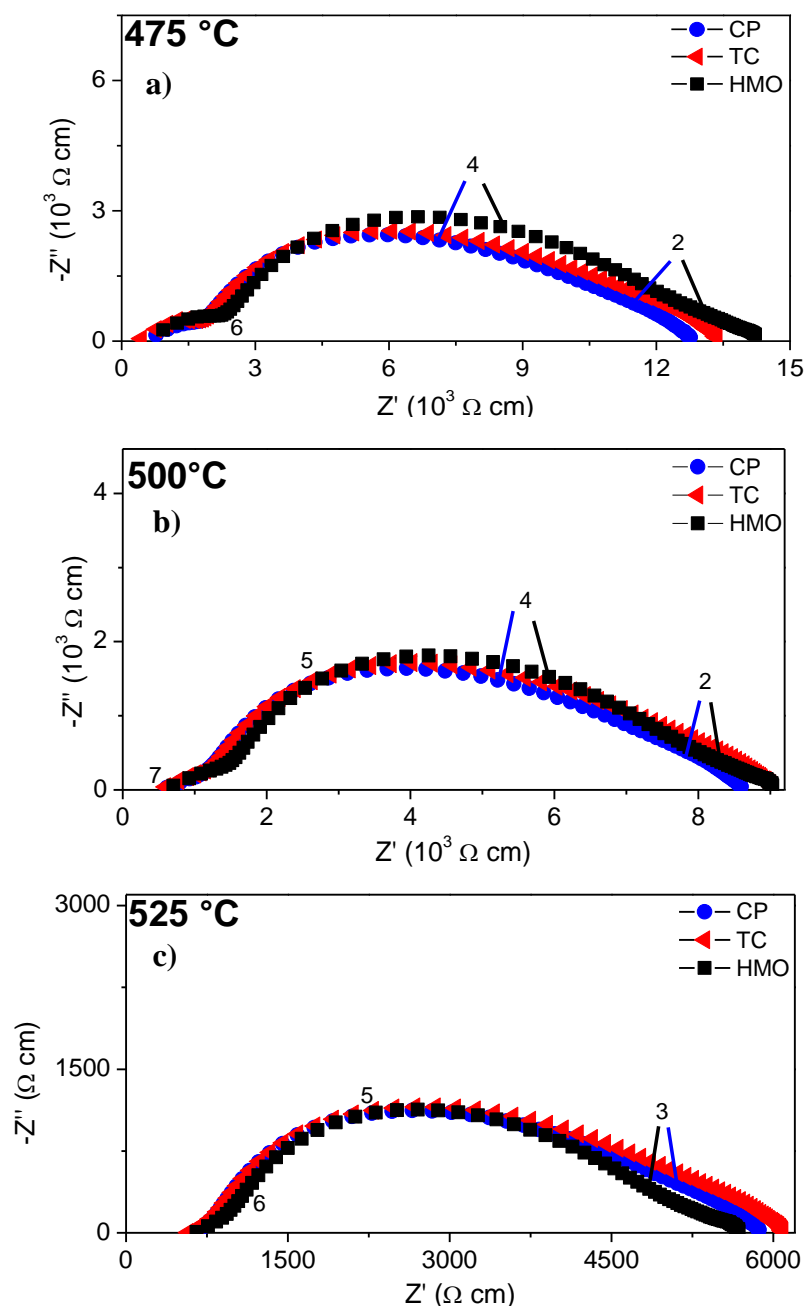 475 °C
a)
CP
TC
HMO
6
3
0
-Z'' (10³ Ω cm)
4
2
6
0 3 6 9 12 15
Z' (10³ Ω cm)
500°C
b)
CP
TC
HMO
4
2
0
-Z'' (10³ Ω cm)
4
5
2
7
0 2 4 6 8
Z' (10³ Ω cm)
525 °C
c)
CP
TC
HMO
3000
1500
0
-Z'' (Ω cm)
5
3
6
0 1500 3000 4500 6000
Z' (Ω cm)